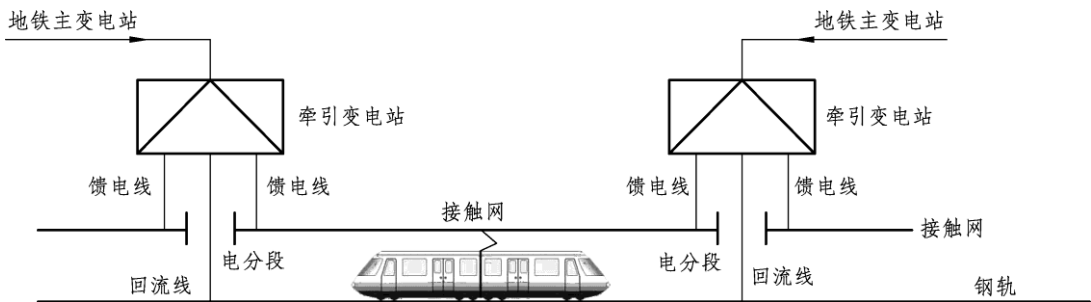 地铁主变电站
地铁主变电站
牵引变电站
牵引变电站
馈电线
馈电线
馈电线
馈电线
接触网
接触网
电分段
电分段
回流线
回流线
钢轨